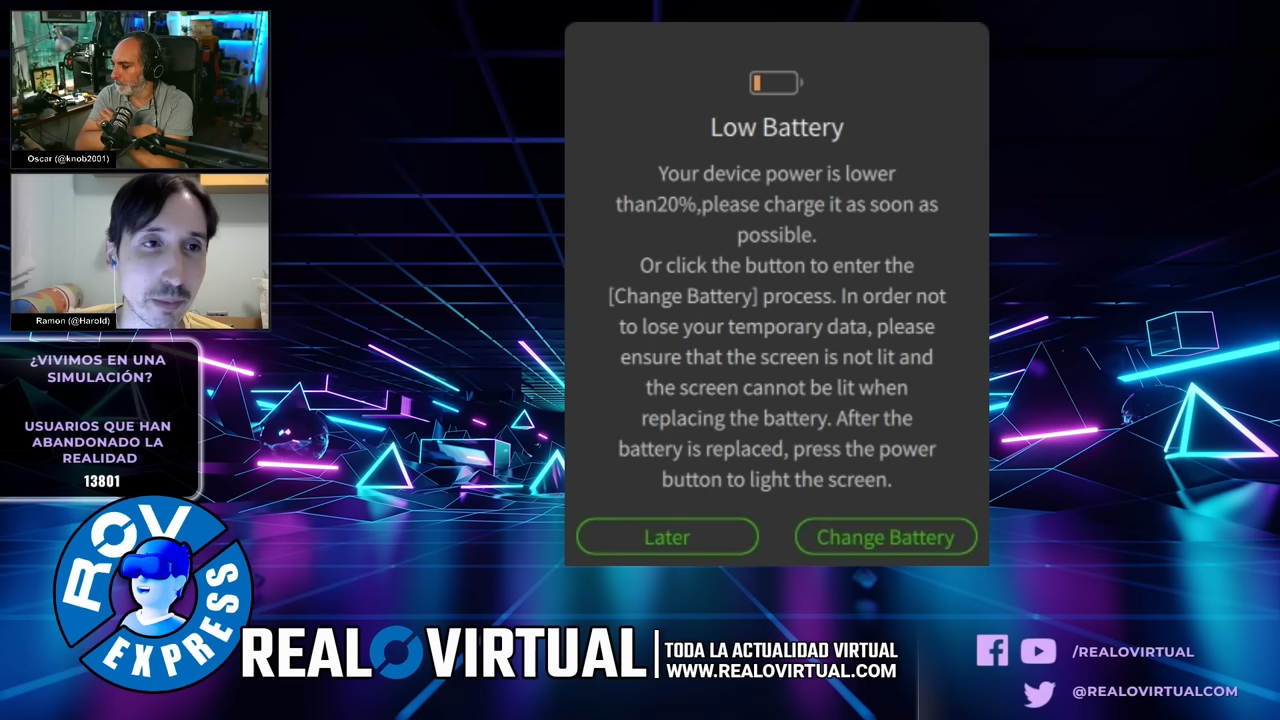 Oscar (@knob2001)
Ramon (@Harold)
¿VIVIMOS EN UNA
SIMULACIÓN?
USUARIOS QUE HAN
ABANDONADO LA
REALIDAD
13801
ROV
EXPRESS
Low Battery
Your device power is lower
than20%,please charge it as soon as
possible.
Or click the button to enter the
[Change Battery] process. In order not
to lose your temporary data, please
ensure that the screen is not lit and
the screen cannot be lit when
replacing the battery. After the
battery is replaced, press the power
button to light the screen.
Later
Change Battery
REAL VIRTUAL
TODA LA ACTUALIDAD VIRTUAL
WWW.REALOVIRTUAL.COM
/REALOVIRTUAL
@REALOVIRTUALCOM